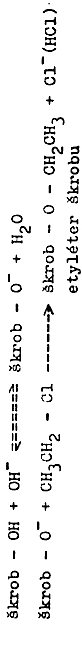 škrob - OH + OH⁻ <======> škrob - O⁻ + H₂O
škrob - O⁻ + CH₃CH₂ - Cl ------> škrob - O - CH₂CH₃ + Cl⁻(HCl)
etyléter škrobu